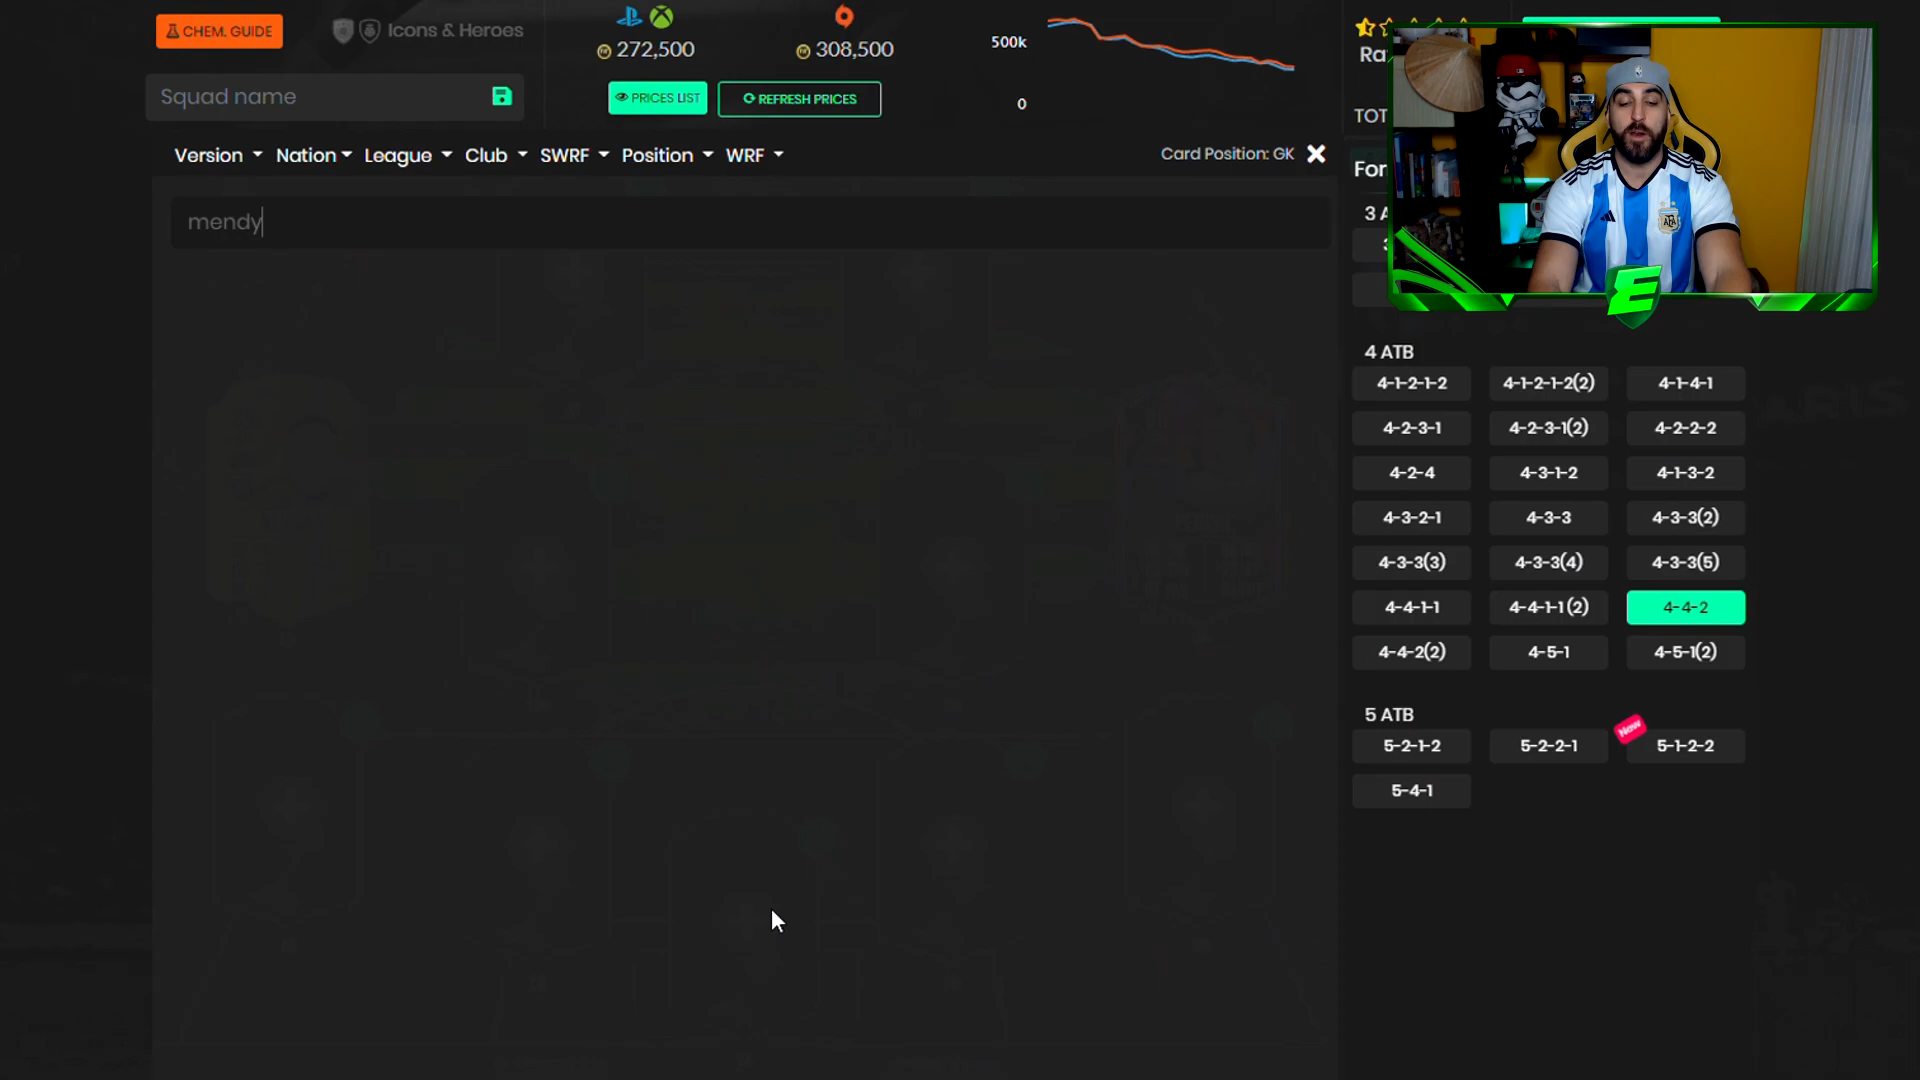 CHEM. GUIDE
Icons & Heroes
272,500
308,500
500k
0
Squad name
PRICES LIST
REFRESH PRICES
Version
Nation
League
Club
SWRF
Position
WRF
Card Position: GK
mendy
Ra
TOT
For
3 A
4 ATB
4-1-2-1-2
4-1-2-1-2(2)
4-1-4-1
4-2-3-1
4-2-3-1(2)
4-2-2-2
4-2-4
4-3-1-2
4-1-3-2
4-3-2-1
4-3-3
4-3-3(2)
4-3-3(3)
4-3-3(4)
4-3-3(5)
4-4-1-1
4-4-1-1 (2)
4-4-2
4-4-2(2)
4-5-1
4-5-1(2)
5 ATB
New
5-2-1-2
5-2-2-1
5-1-2-2
5-4-1